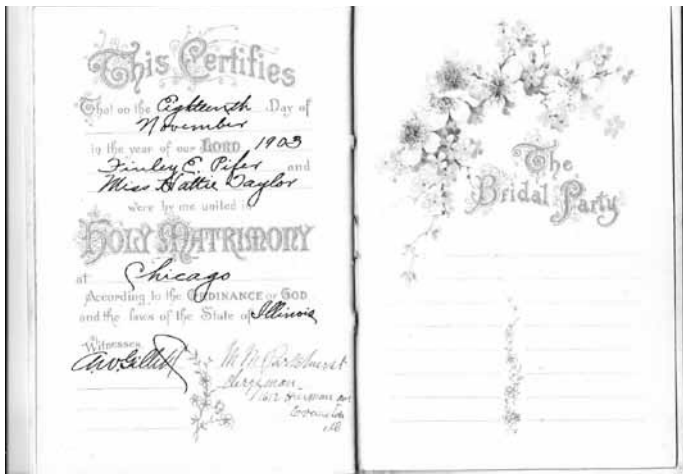 This Certifies
That on the Eighteenth Day of
November
in the year of our LORD 1903
Finley E. Pifer and
Miss Hattie Taylor
were by me united in
HOLY MATRIMONY
at Chicago
According to the ORDINANCE OF GOD
and the laws of the State of Illinois
Witnesses
M M Parkhurst
Clergyman
The
Bridal Party